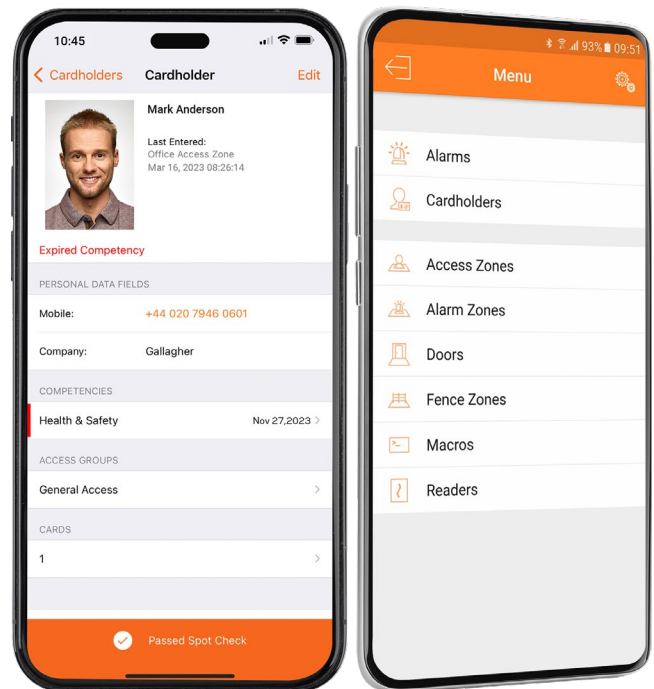 10:45
Cardholders Cardholder Edit
Mark Anderson
Last Entered:
Office Access Zone
Mar 16, 2023 08:26:14
Expired Competency
PERSONAL DATA FIELDS
Mobile: +44 020 7946 0601
Company: Gallagher
COMPETENCIES
Health & Safety Nov 27,2023
ACCESS GROUPS
General Access
CARDS
1
Passed Spot Check
93% 09:51
Menu
Alarms
Cardholders
Access Zones
Alarm Zones
Doors
Fence Zones
Macros
Readers